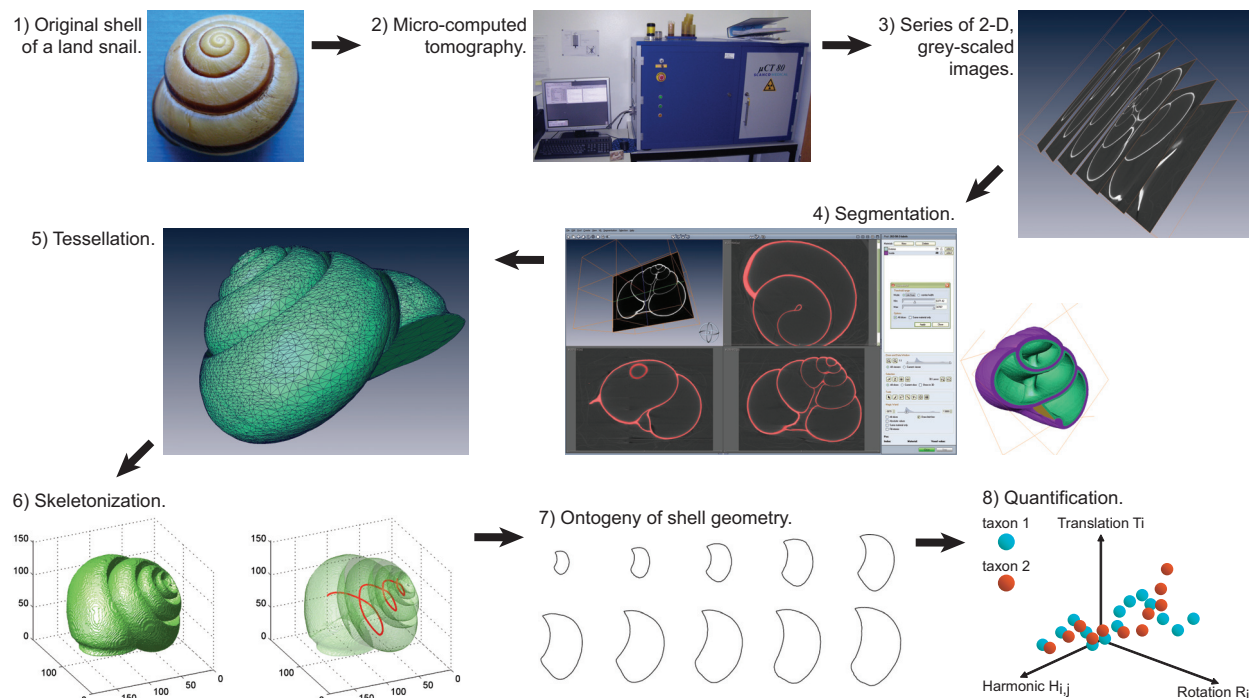 1) Original shell
of a land snail.
2) Micro-computed
tomography.
µCT 80
3) Series of 2-D,
grey-scaled
images.
4) Segmentation.
5) Tessellation.
6) Skeletonization.
150
100
50
0
100
0
150
100
50
0
150
100
50
0
100
0
150
100
50
0
7) Ontogeny of shell geometry.
8) Quantification.
taxon 1
taxon 2
Translation Ti
Harmonic Hi,j
Rotation Ri